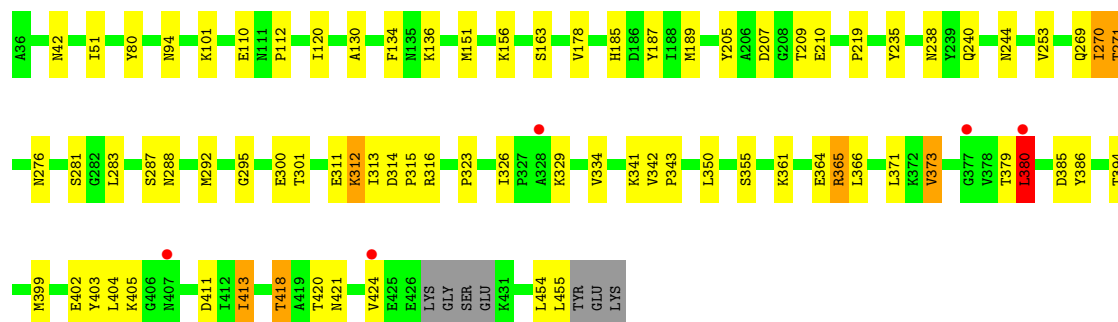 A36 N42 I51 Y80 N94 K101 E110 N111 P112 I120 A130 F134 N135 K136 M151 K156 S163 V178 H185 D186 Y187 I188 M189 Y205 A206 D207 G208 T209 E210 P219 Y235 N238 Y239 Q240 N244 V253 Q269 I270 T271
N276 S281 G282 L283 S287 N288 M292 G295 E300 T301 E311 K312 I313 D314 P315 R316 P323 I326 P327 A328 K329 V334 K341 V342 P343 L350 S355 K361 E364 R365 L366 L371 K372 V373 G377 V378 T379 L380 D385 Y386 T394
M399 E402 Y403 L404 K405 G406 N407 D411 I412 I413 T418 A419 T420 N421 V424 E425 E426 LYS GLY SER GLU K431 L454 L455 TYR GLU LYS